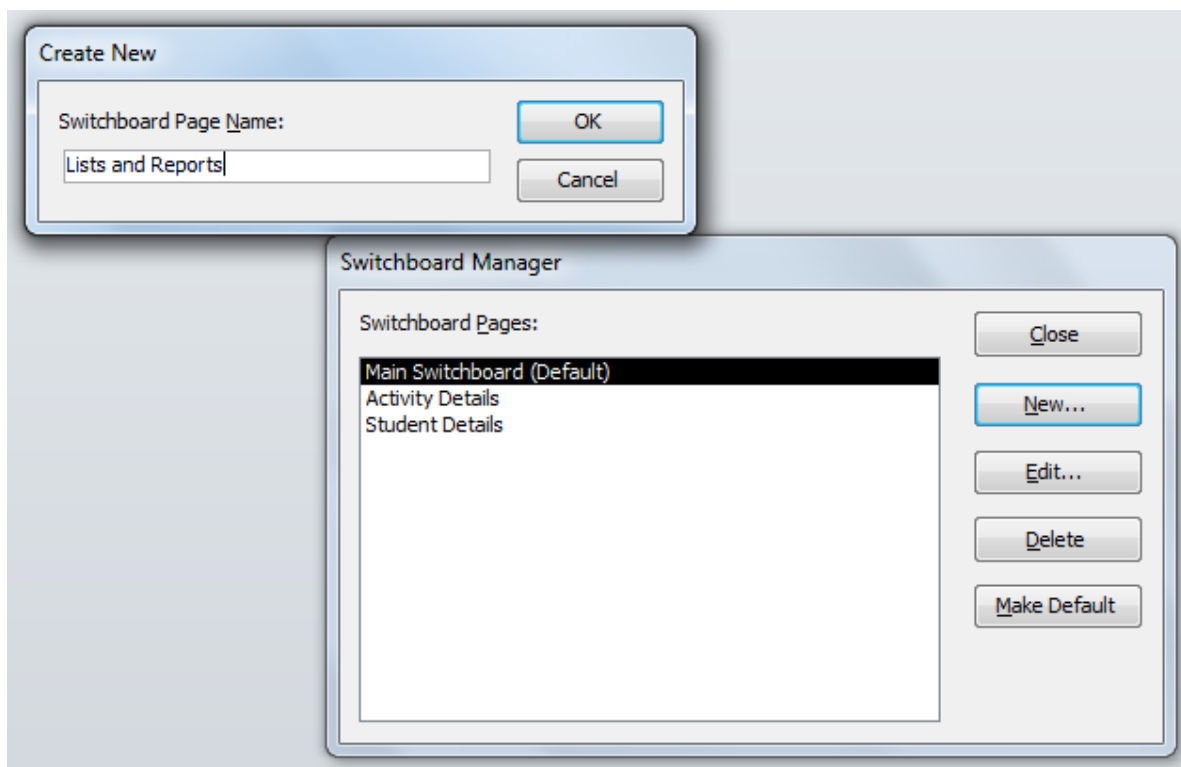 Create New
Switchboard Page Name:
OK
Lists and Reports
Cancel
Switchboard Manager
Switchboard Pages:
Close
Main Switchboard (Default)
Activity Details
Student Details
New...
Edit...
Delete
Make Default